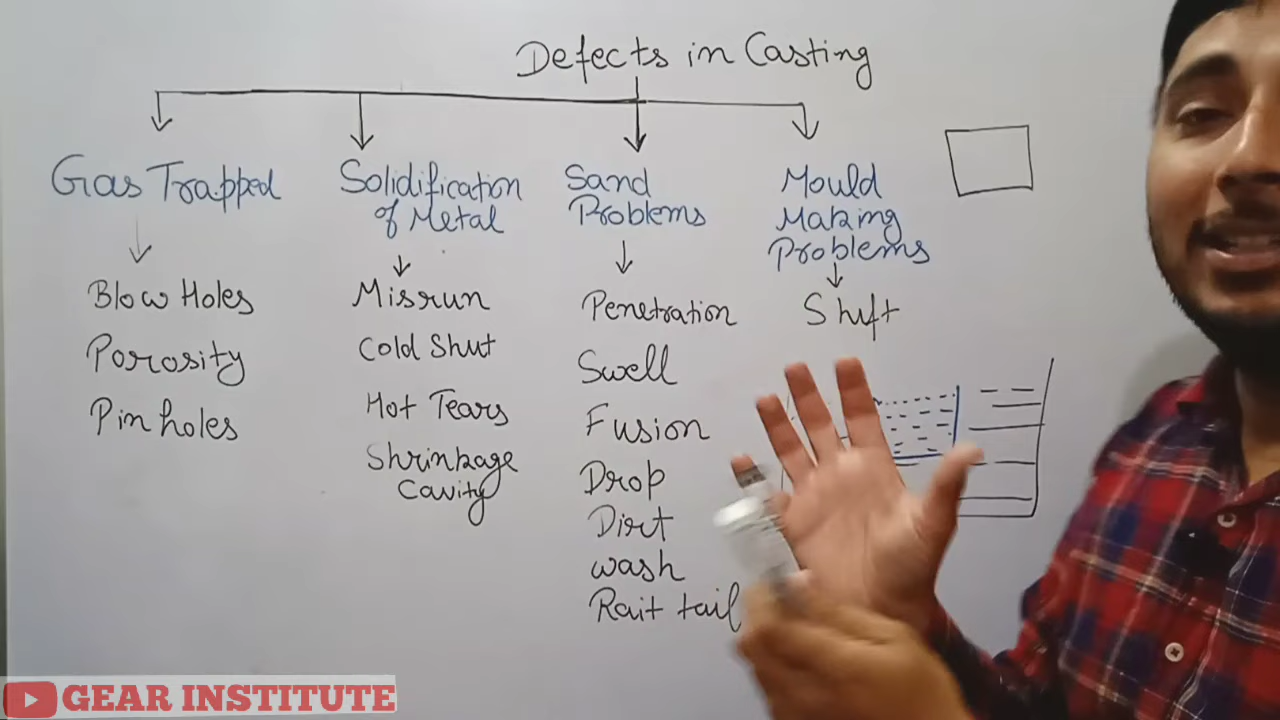 Defects in Casting
Gas Trapped
Blow Holes
Porosity
Pin holes
Solidification
of Metal
Misrun
Cold Shut
Hot Tears
Shrinkage
Cavity
Sand
Problems
Penetration
Swell
Fusion
Drop
Dirt
wash
Rait tail
Mould
Making
Problems
Shift
GEAR INSTITUTE